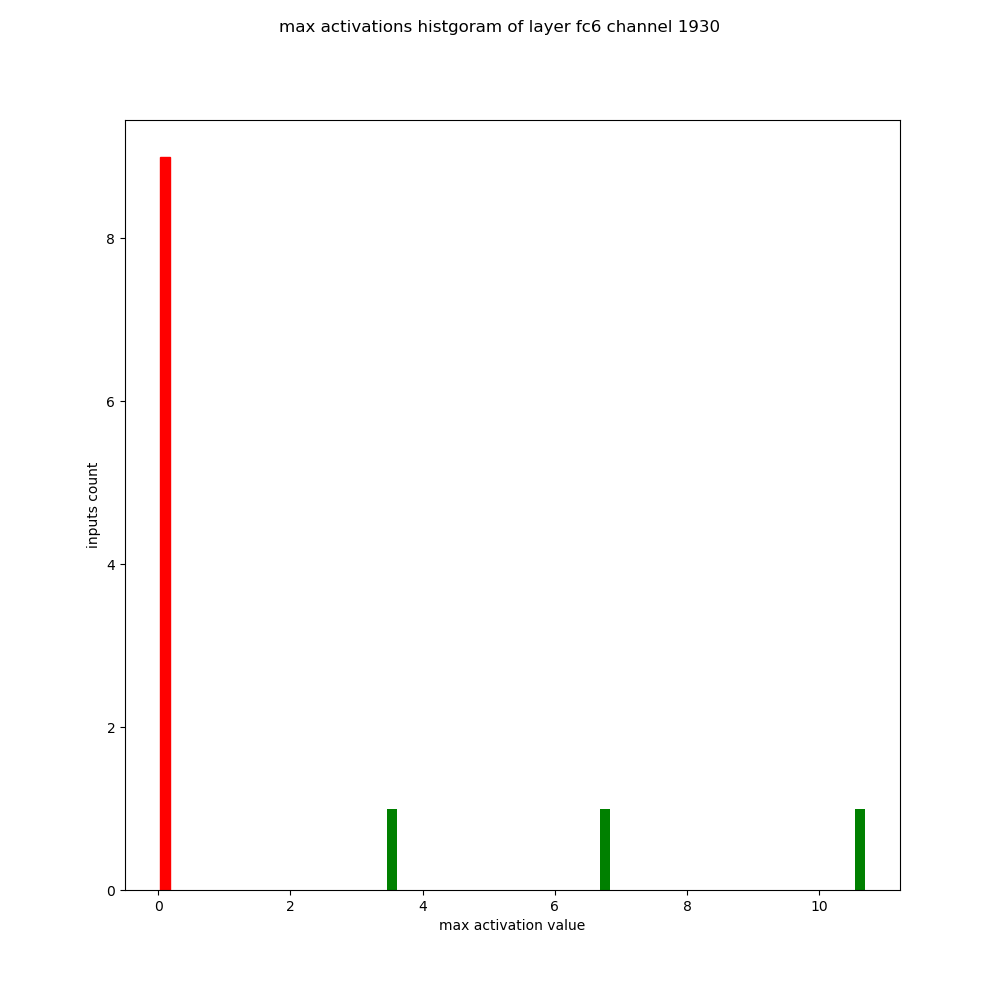 max activations histgoram of layer fc6 channel 1930
8
6
4
2
0
inputs count
0 2 4 6 8 10
max activation value